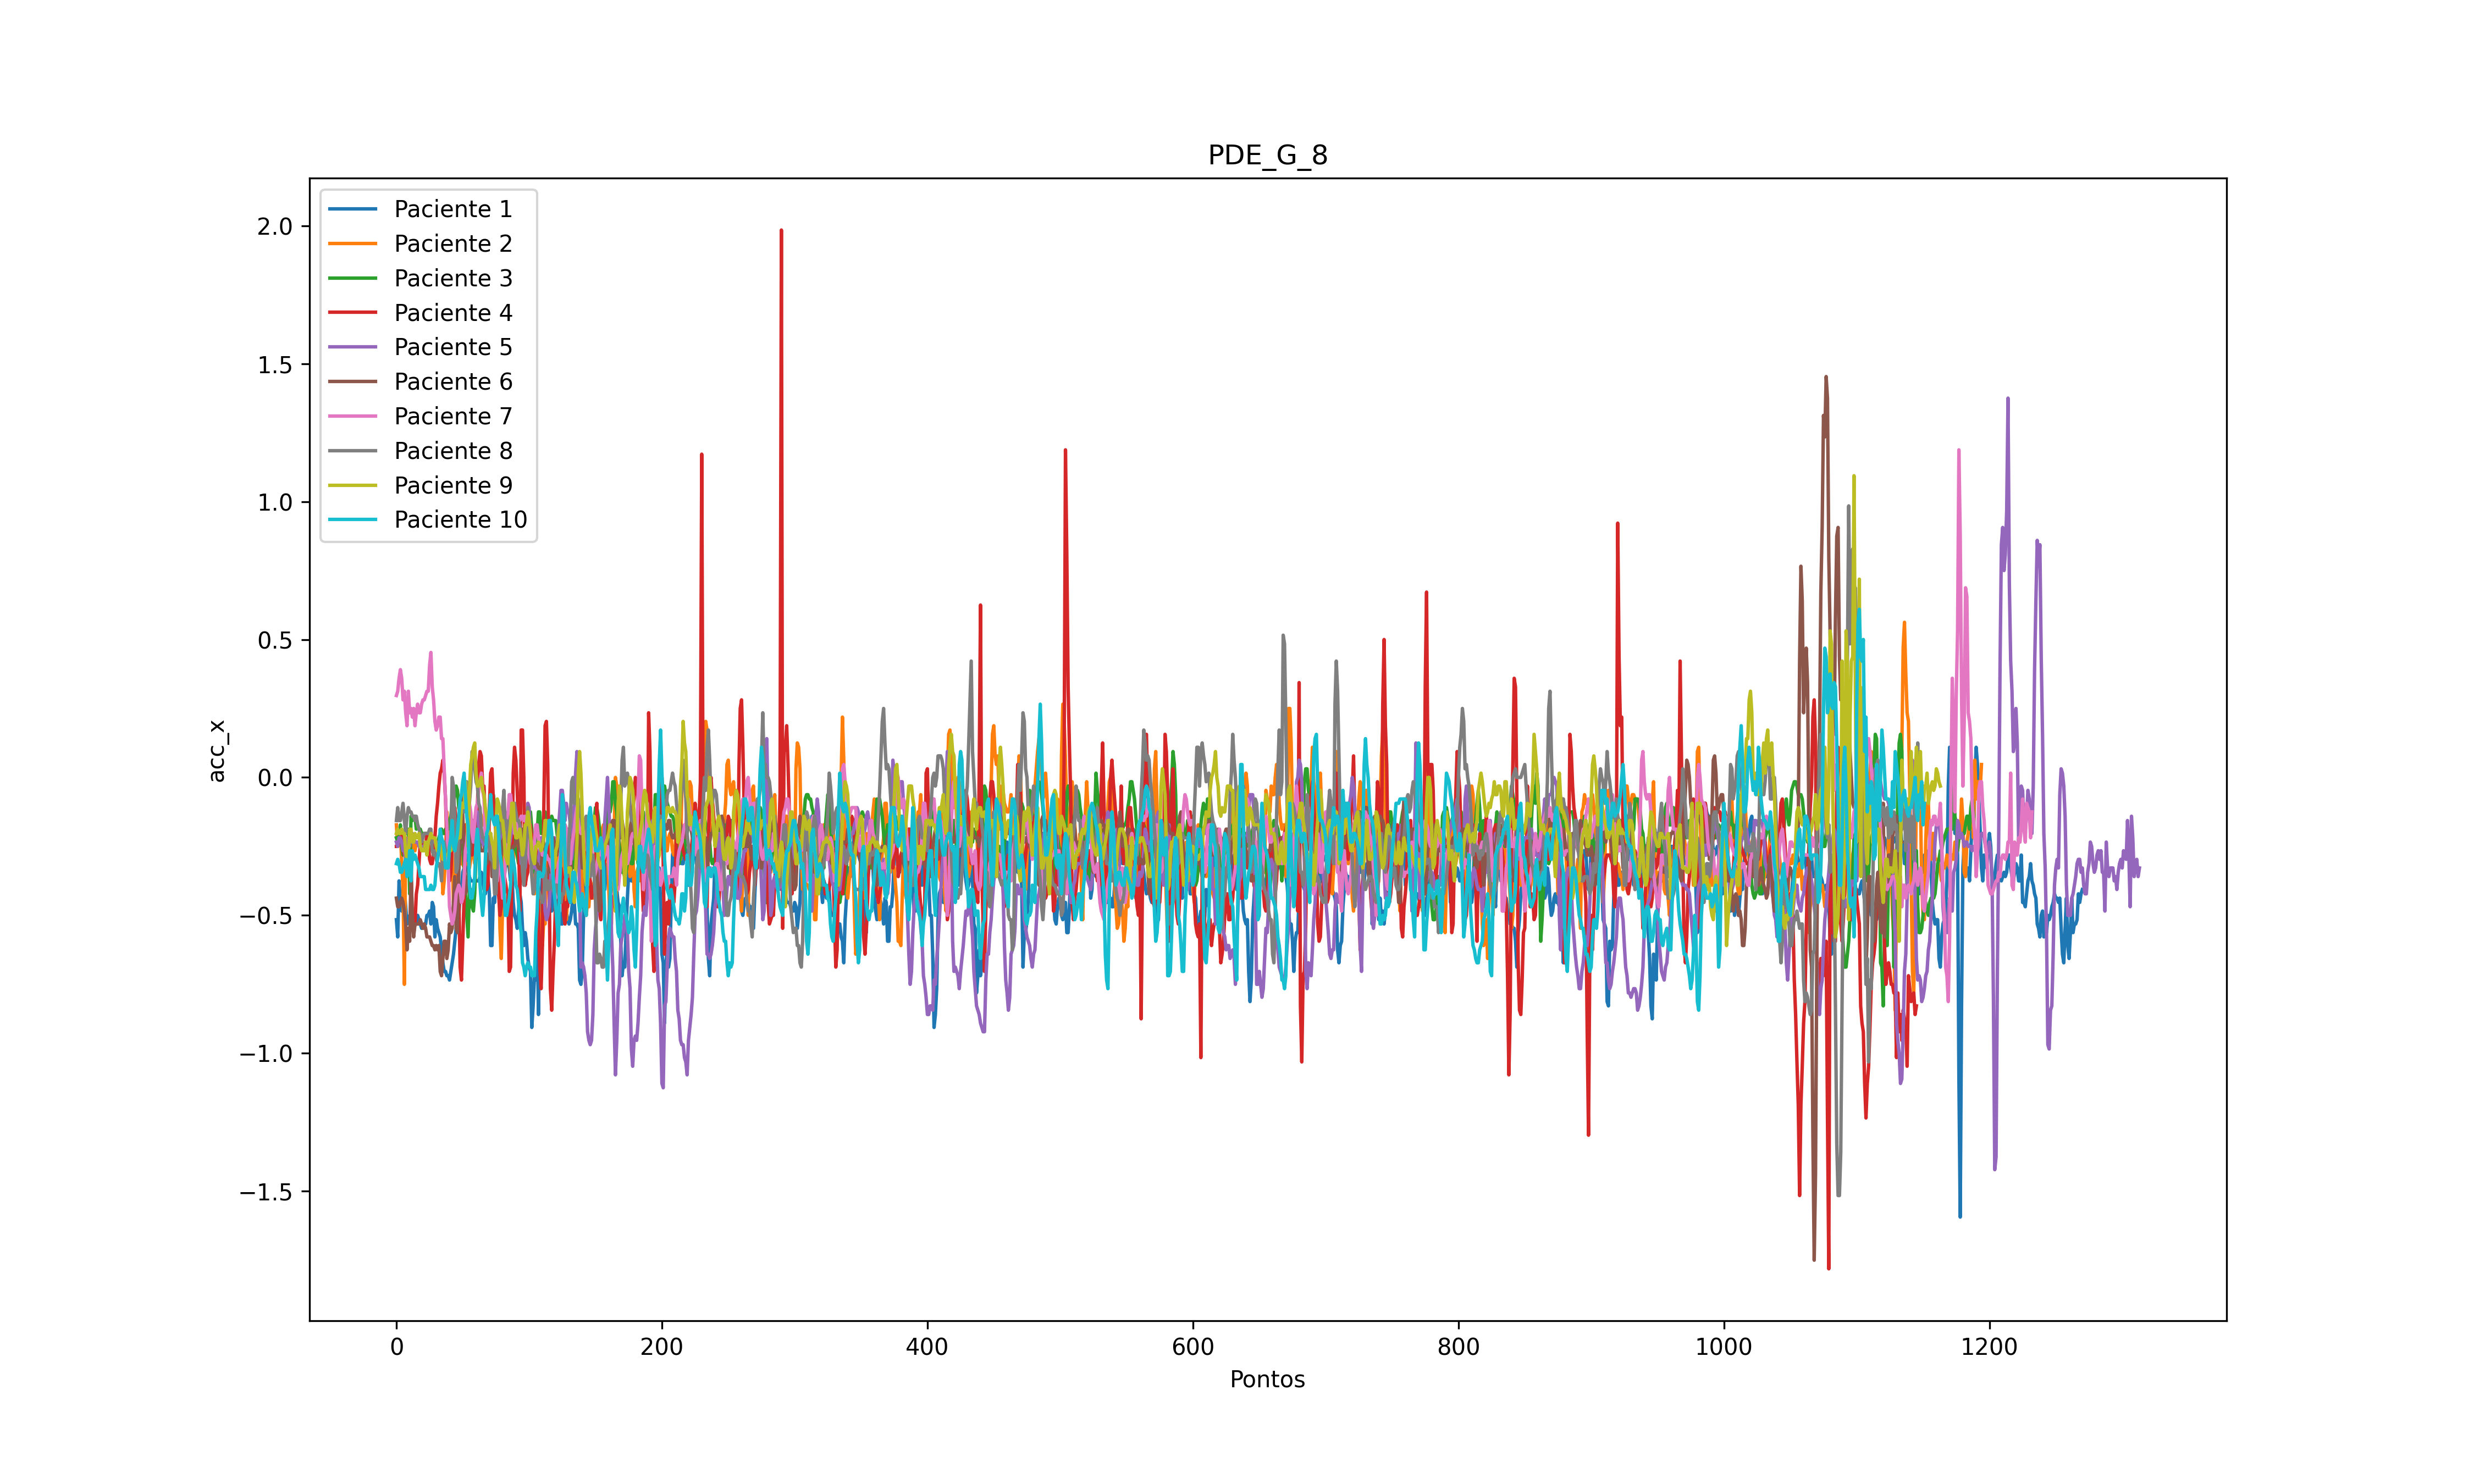 PDE_G_8
Paciente 1
Paciente 2
Paciente 3
Paciente 4
Paciente 5
Paciente 6
Paciente 7
Paciente 8
Paciente 9
Paciente 10
2.0
1.5
1.0
0.5
0.0
−0.5
−1.0
−1.5
acc_x
0 200 400 600 800 1000 1200
Pontos